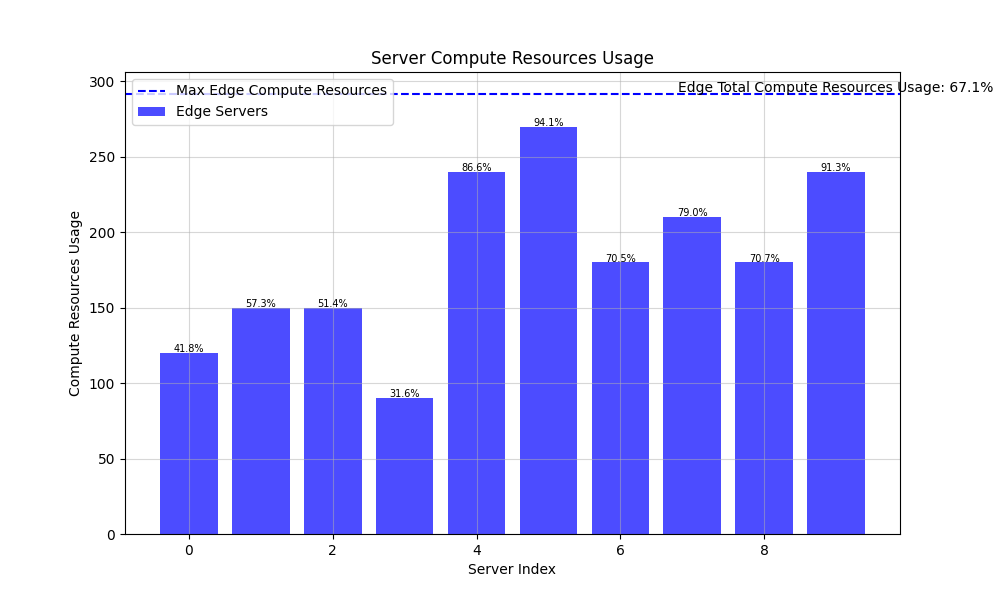 Server Compute Resources Usage
300
Max Edge Compute Resources
Edge Total Compute Resources Usage: 67.1%
Edge Servers
94.1%
250
86.6%
91.3%
79.0%
200
70.5%
70.7%
57.3%
51.4%
150
41.8%
100
31.6%
50
0
Compute Resources Usage
0 2 4 6 8
Server Index